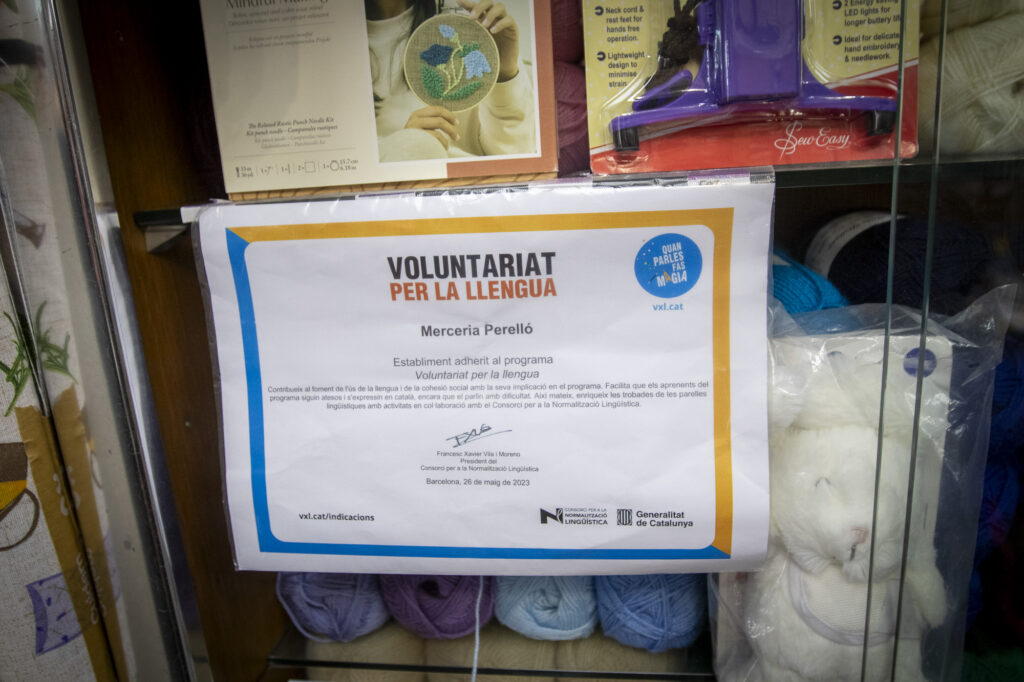 The Relaxed Rustic Punch Needle Kit
Neck cord &
rest feet for
hands free
operation.
Lightweight
design to
minimise
strain.
2 Energy Saving
LED lights for
longer battery life.
Ideal for delicate
hand embroidery
& needlework.
Sew Easy
VOLUNTARIAT
PER LA LLENGUA
QUAN
PARLES
FAS
MÀGIA
vxl.cat
Merceria Perelló
Establiment adherit al programa
Voluntariat per la llengua
Contribueix al foment de l'ús de la llengua i de la cohesió social amb la seva implicació en el programa. Facilita que els aprenents del
programa siguin atesos i s'expressin en català, encara que el parlin amb dificultat. Així mateix, enriqueix les trobades de les parelles
lingüístiques amb activitats en col·laboració amb el Consorci per a la Normalització Lingüística.
Francesc Xavier Vila i Moreno
President del
Consorci per a la Normalització Lingüística
Barcelona, 26 de maig de 2023
vxl.cat/indicacions
CONSORCI PER A LA
NORMALITZACIÓ
LINGÜÍSTICA
Generalitat
de Catalunya